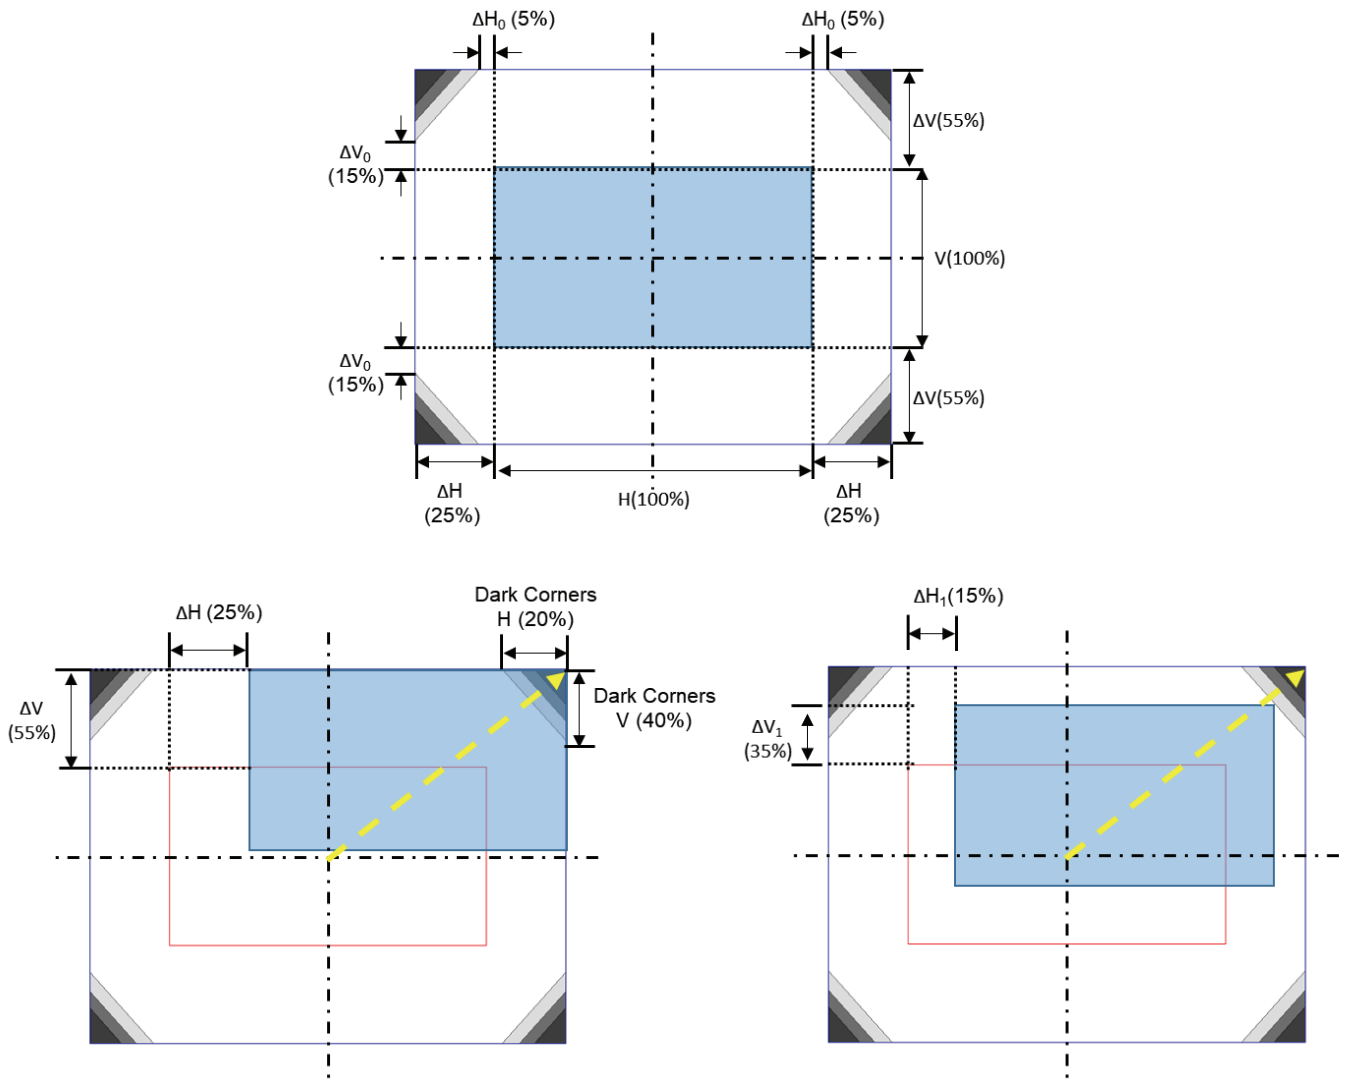 ΔH₀ (5%)
ΔH₀ (5%)
ΔV(55%)
ΔV₀
(15%)
V(100%)
ΔV₀
(15%)
ΔV(55%)
ΔH
(25%)
H(100%)
ΔH
(25%)
ΔH (25%)
Dark Corners
H (20%)
ΔV
(55%)
Dark Corners
V (40%)
ΔH₁(15%)
ΔV₁
(35%)